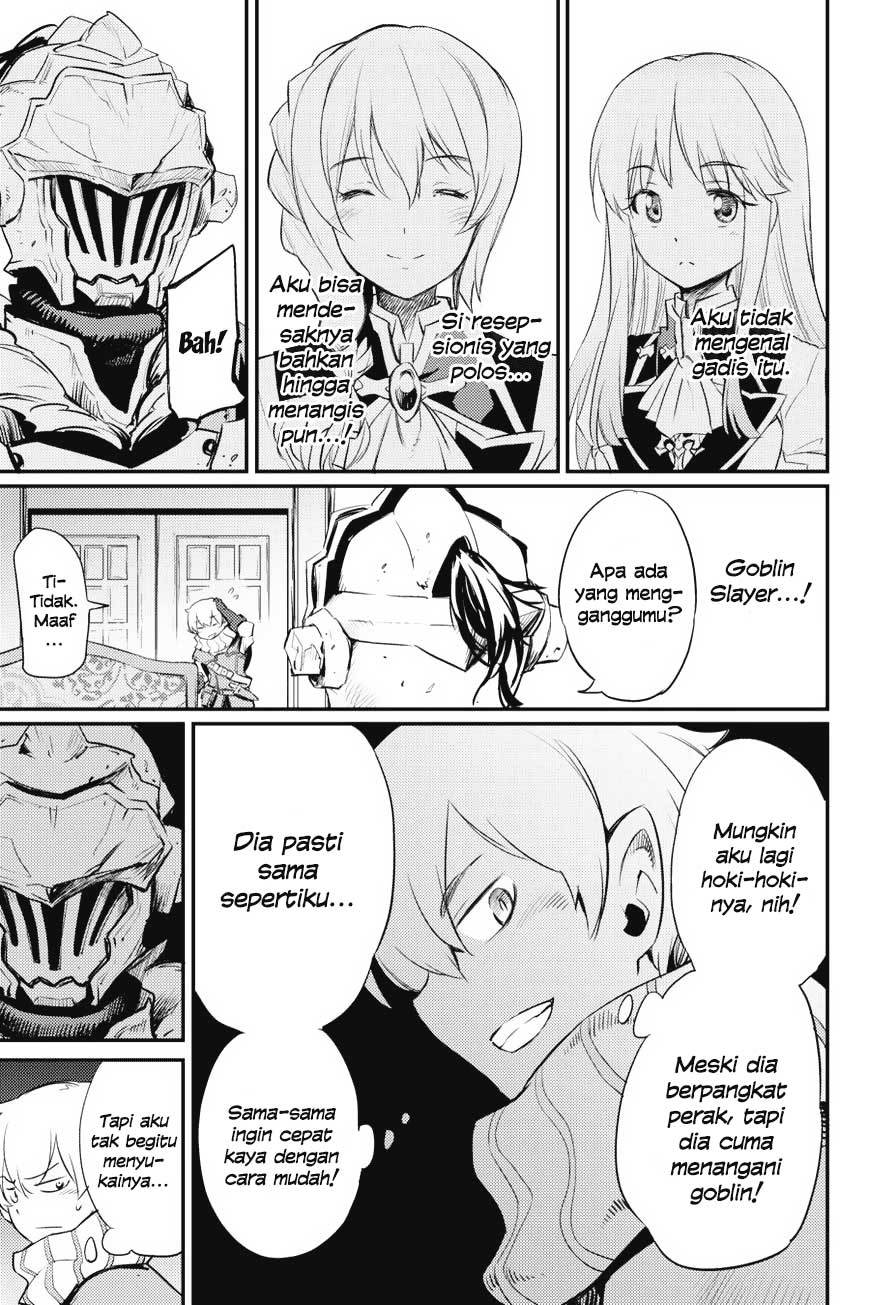 Aku tidak
mengenal
gadis itu.
Si resep-
sionis yang
polos...
Aku bisa
mende-
saknya
bahkan
hingga
menangis
pun...!
Bah!
Goblin
Slayer...!
Apa ada
yang meng-
ganggumu?
Ti-
Tidak.
Maaf
...
Mungkin
aku lagi
hoki-hoki-
nya, nih!
Meski dia
berpangkat
perak, tapi
dia cuma
menangani
goblin!
Dia pasti
sama
sepertiku...
Sama-sama
ingin cepat
kaya dengan
cara mudah!
Tapi aku
tak begitu
menyu-
kainya...